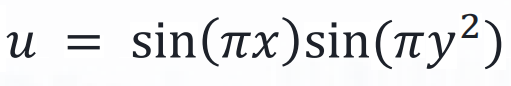 u = sin(πx)sin(πy²)